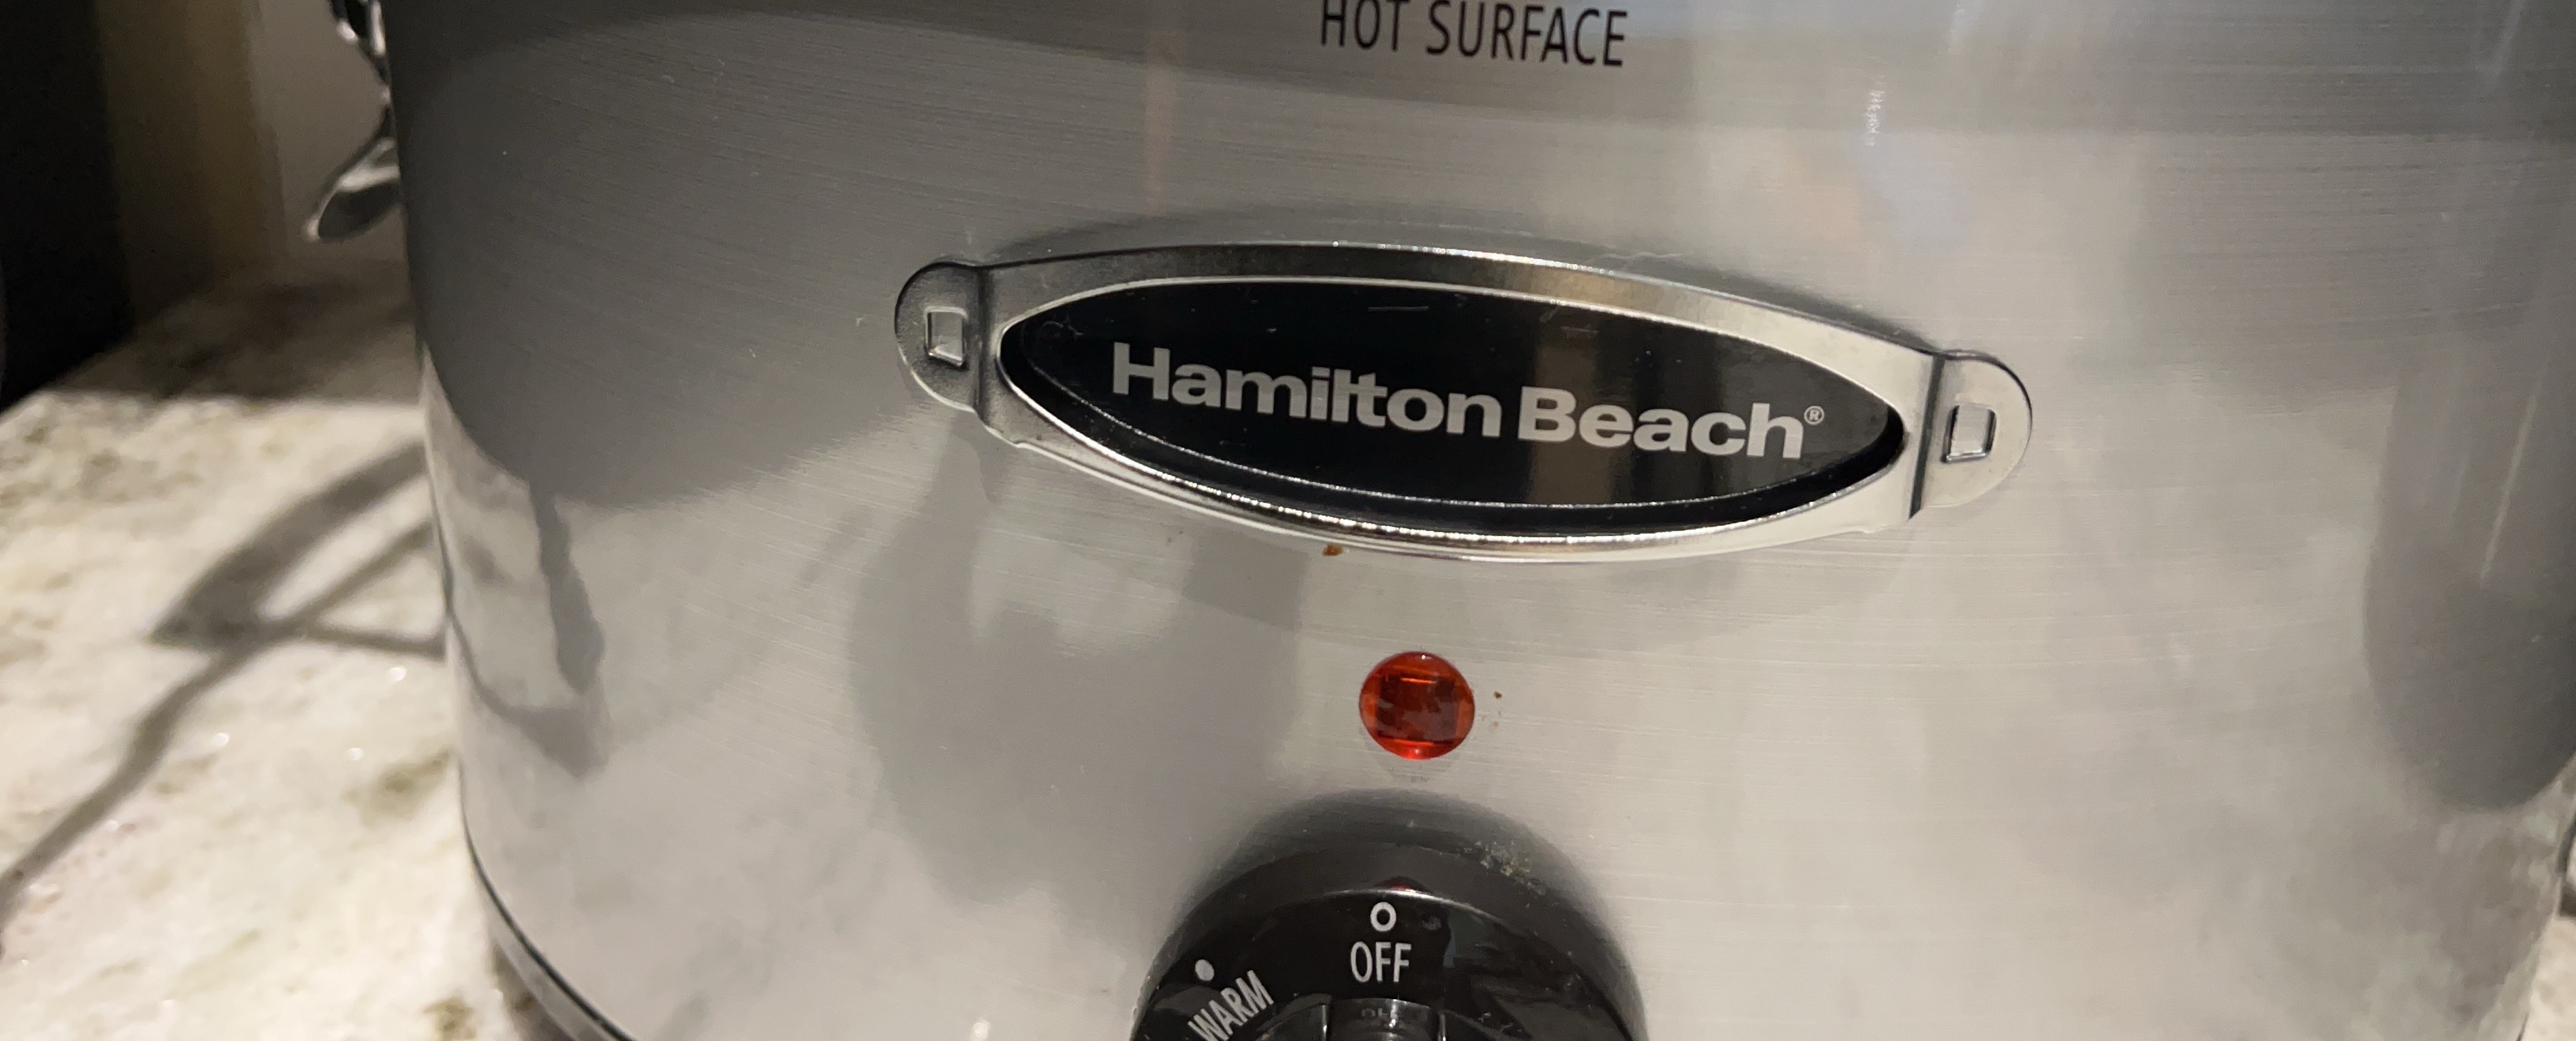 HOT SURFACE
Hamilton Beach®
OFF
WARM